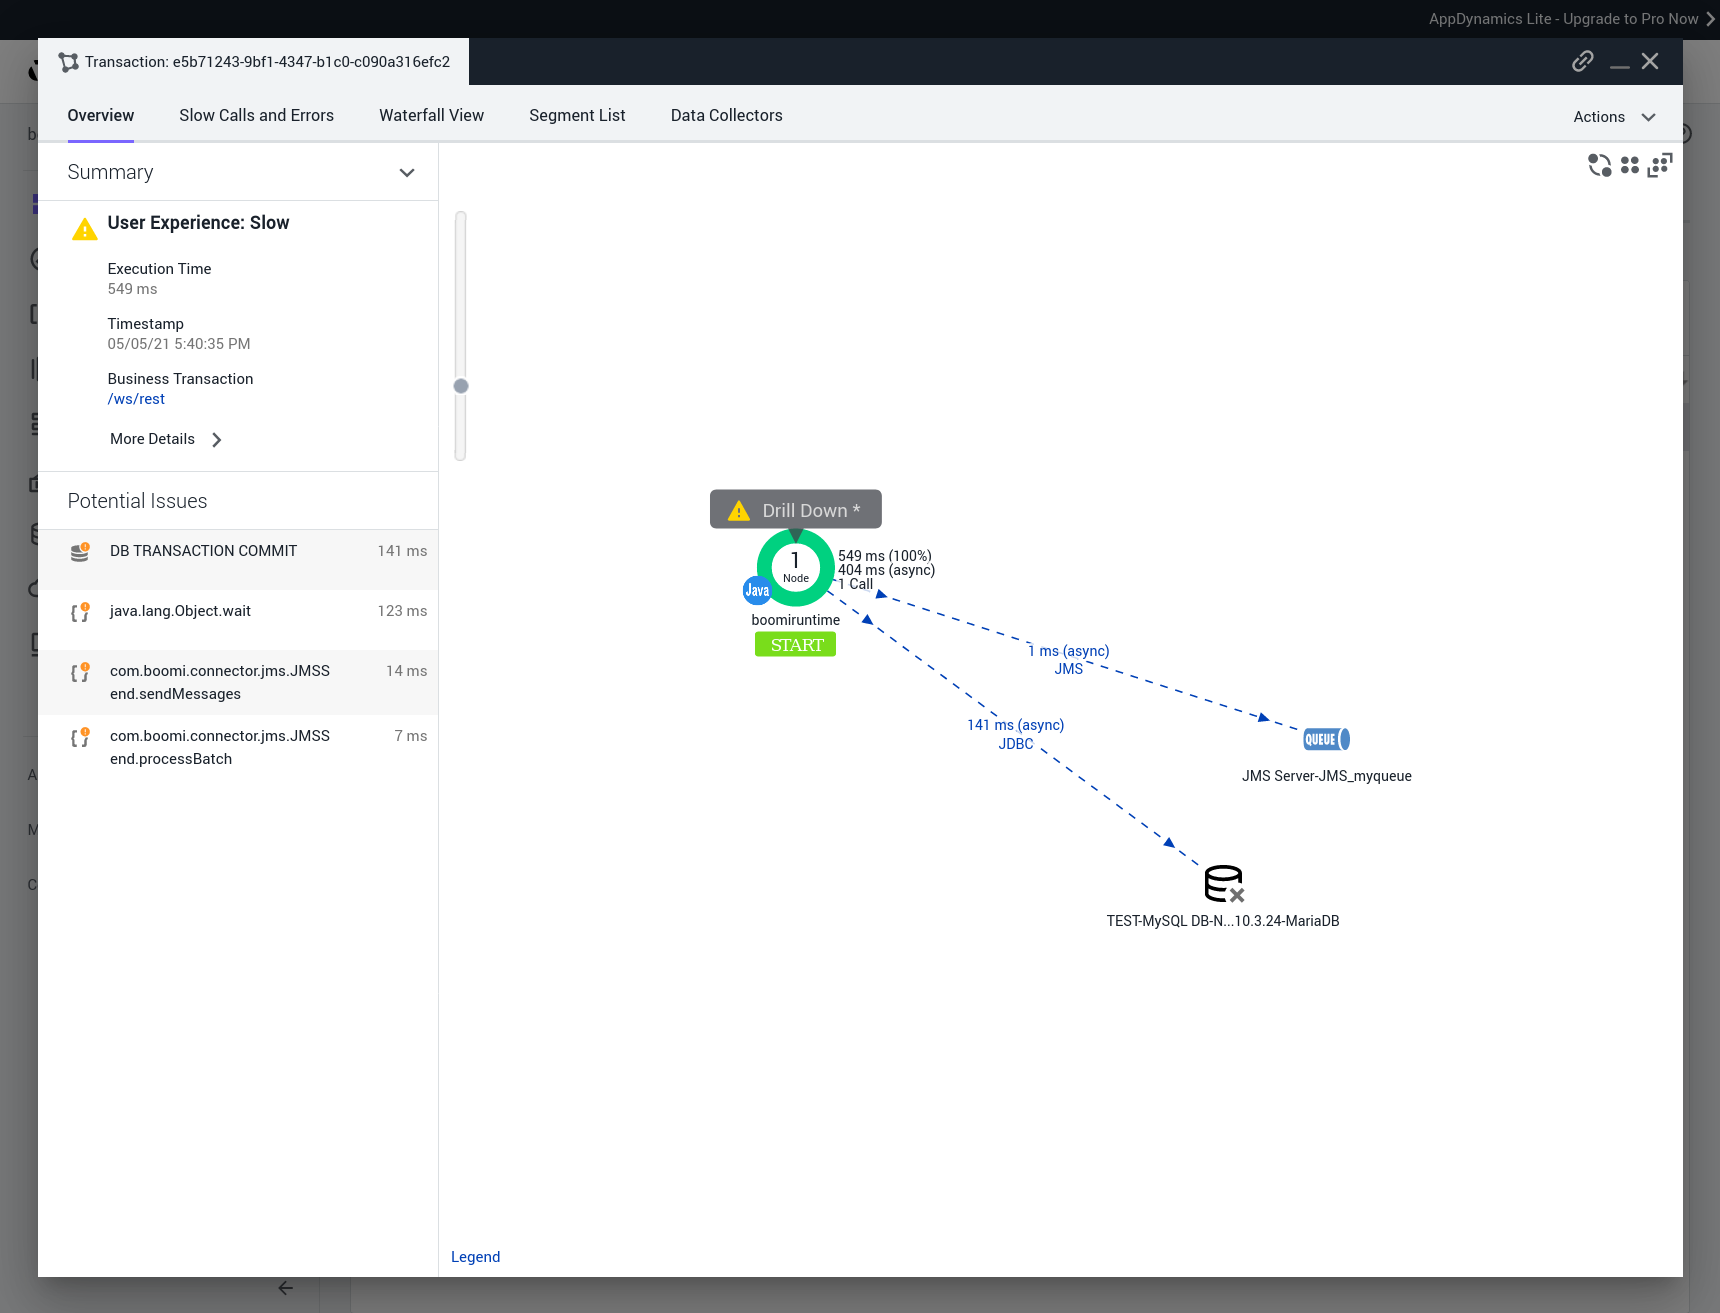 AppDynamics Lite - Upgrade to Pro Now
Transaction: e5b71243-9bf1-4347-b1c0-c090a316efc2
Overview
Slow Calls and Errors
Waterfall View
Segment List
Data Collectors
Actions
Summary
User Experience: Slow
Execution Time
549 ms
Timestamp
05/05/21 5:40:35 PM
Business Transaction
/ws/rest
More Details
Potential Issues
DB TRANSACTION COMMIT 141 ms
java.lang.Object.wait 123 ms
com.boomi.connector.jms.JMSS 14 ms
end.sendMessages
com.boomi.connector.jms.JMSS 7 ms
end.processBatch
Drill Down *
1
Node
Java
549 ms (100%)
404 ms (async)
1 Call
boomiruntime
START
1 ms (async)
JMS
141 ms (async)
JDBC
QUEUE
JMS Server-JMS_myqueue
TEST-MySQL DB-N...10.3.24-MariaDB
Legend